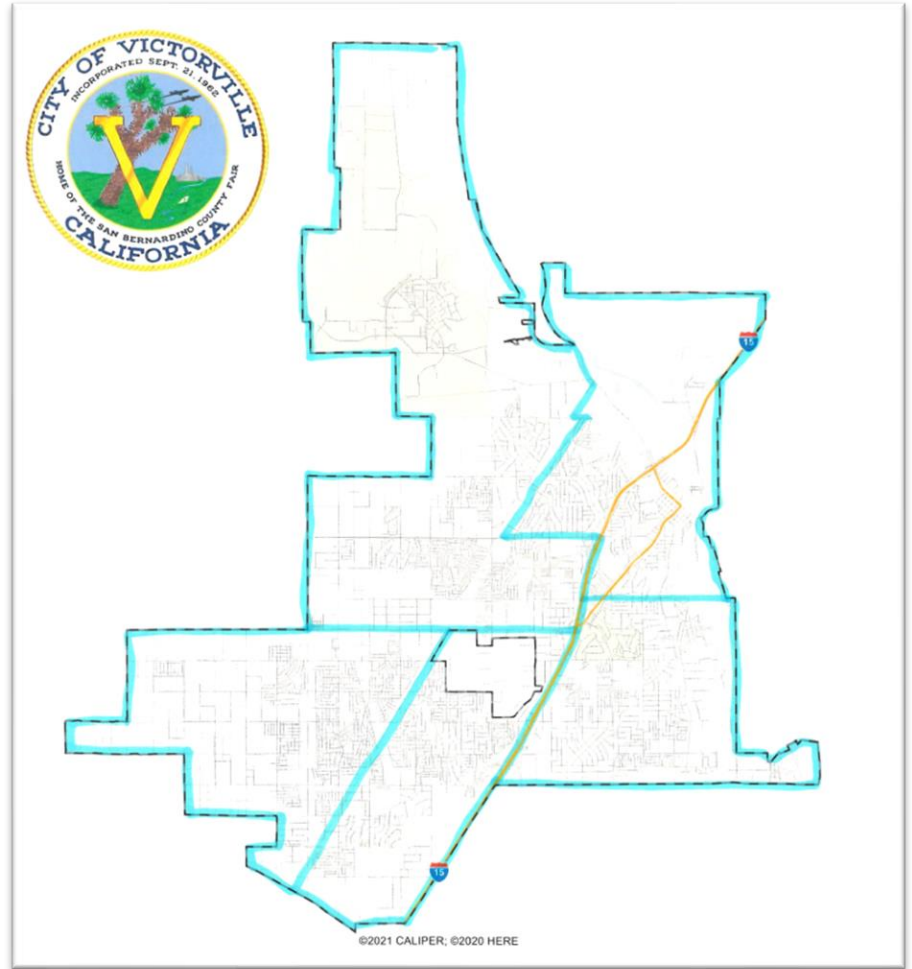 CITY OF VICTORVILLE
INCORPORATED SEPT. 21, 1962
V
HOME OF THE SAN BERNARDINO COUNTY FAIR
CALIFORNIA
15
15
©2021 CALIPER; ©2020 HERE